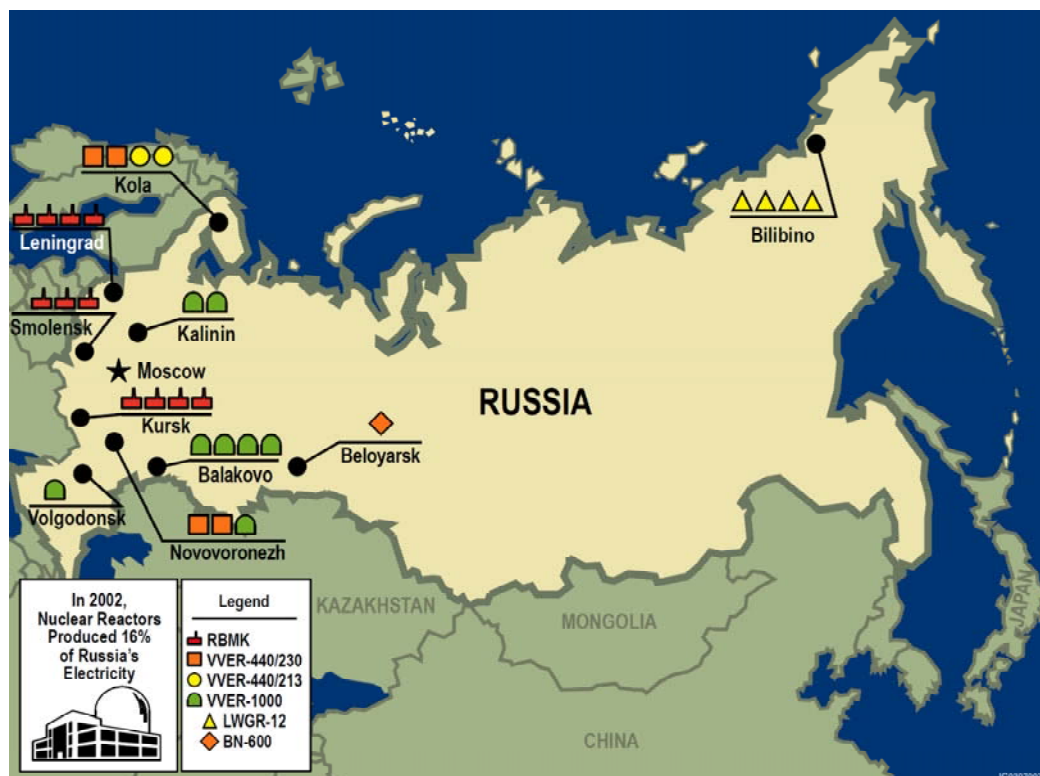 Kola
Leningrad
Bilibino
Smolensk
Kalinin
Moscow
RUSSIA
Kursk
Balakovo
Beloyarsk
Volgodonsk
Novovoronezh
KAZAKHSTAN
MONGOLIA
JAPAN
CHINA
In 2002,
Nuclear Reactors
Produced 16%
of Russia's
Electricity
Legend
RBMK
VVER-440/230
VVER-440/213
VVER-1000
LWGR-12
BN-600